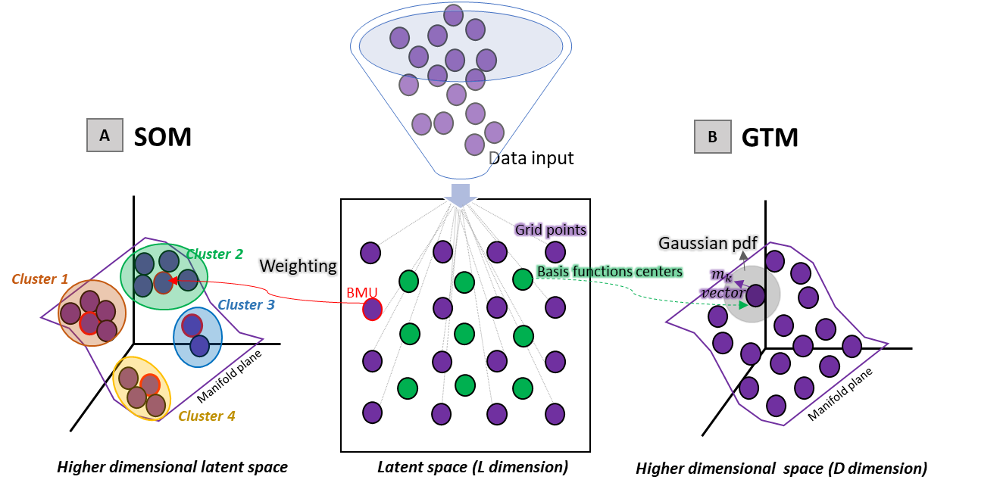 A SOM
Data input
B GTM
Grid points
Gaussian pdf
Cluster 2
Weighting
Basis functions centers
m_k
vector
Cluster 1
BMU
Cluster 3
Manifold plane
Manifold plane
Cluster 4
Higher dimensional latent space
Latent space (L dimension)
Higher dimensional space (D dimension)